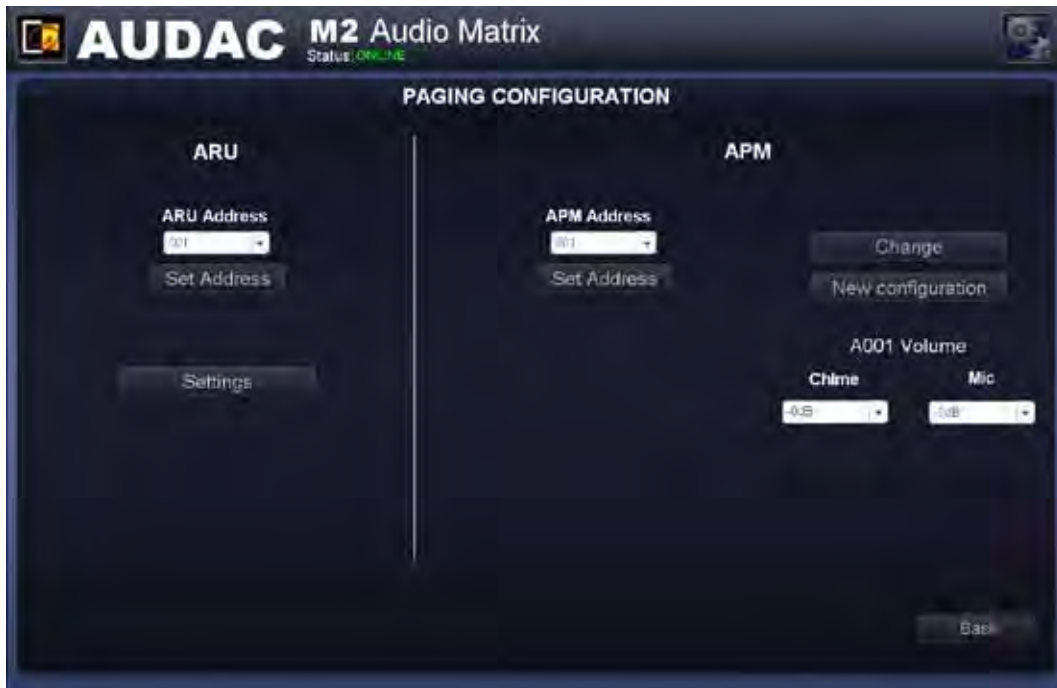 AUDAC M2 Audio Matrix
Status: ONLINE
PAGING CONFIGURATION
ARU
APM
ARU Address
001
Set Address
Settings
APM Address
001
Set Address
Change
New configuration
A001 Volume
Chime Mic
-0dB -0dB
Back